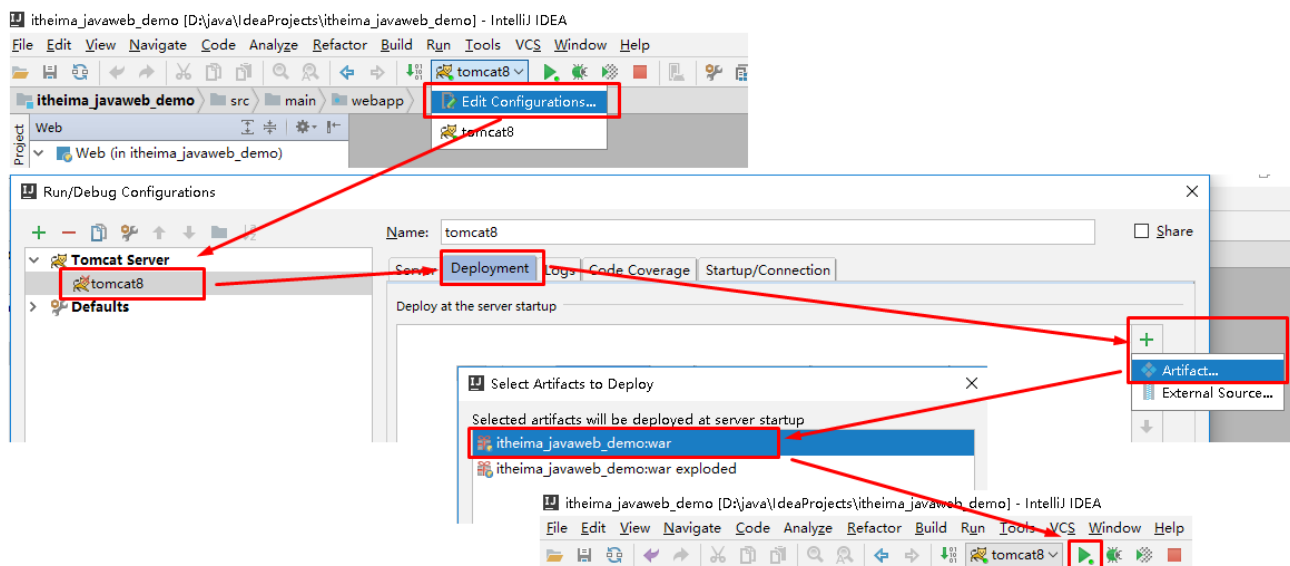 itheima_javaweb_demo [D:\java\IdeaProjects\itheima_javaweb_demo] - IntelliJ IDEA
File Edit View Navigate Code Analyze Refactor Build Run Tools VCS Window Help
tomcat8
itheima_javaweb_demo src main webapp
Edit Configurations...
tomcat8
Project
Web
Web (in itheima_javaweb_demo)
Run/Debug Configurations
Name: tomcat8
Share
Tomcat Server
tomcat8
Defaults
Server Deployment Logs Code Coverage Startup/Connection
Deploy at the server startup
Artifact...
External Source...
Select Artifacts to Deploy
Selected artifacts will be deployed at server startup
itheima_javaweb_demo:war
itheima_javaweb_demo:war exploded
itheima_javaweb_demo [D:\java\IdeaProjects\itheima_javaweb_demo] - IntelliJ IDEA
File Edit View Navigate Code Analyze Refactor Build Run Tools VCS Window Help
tomcat8